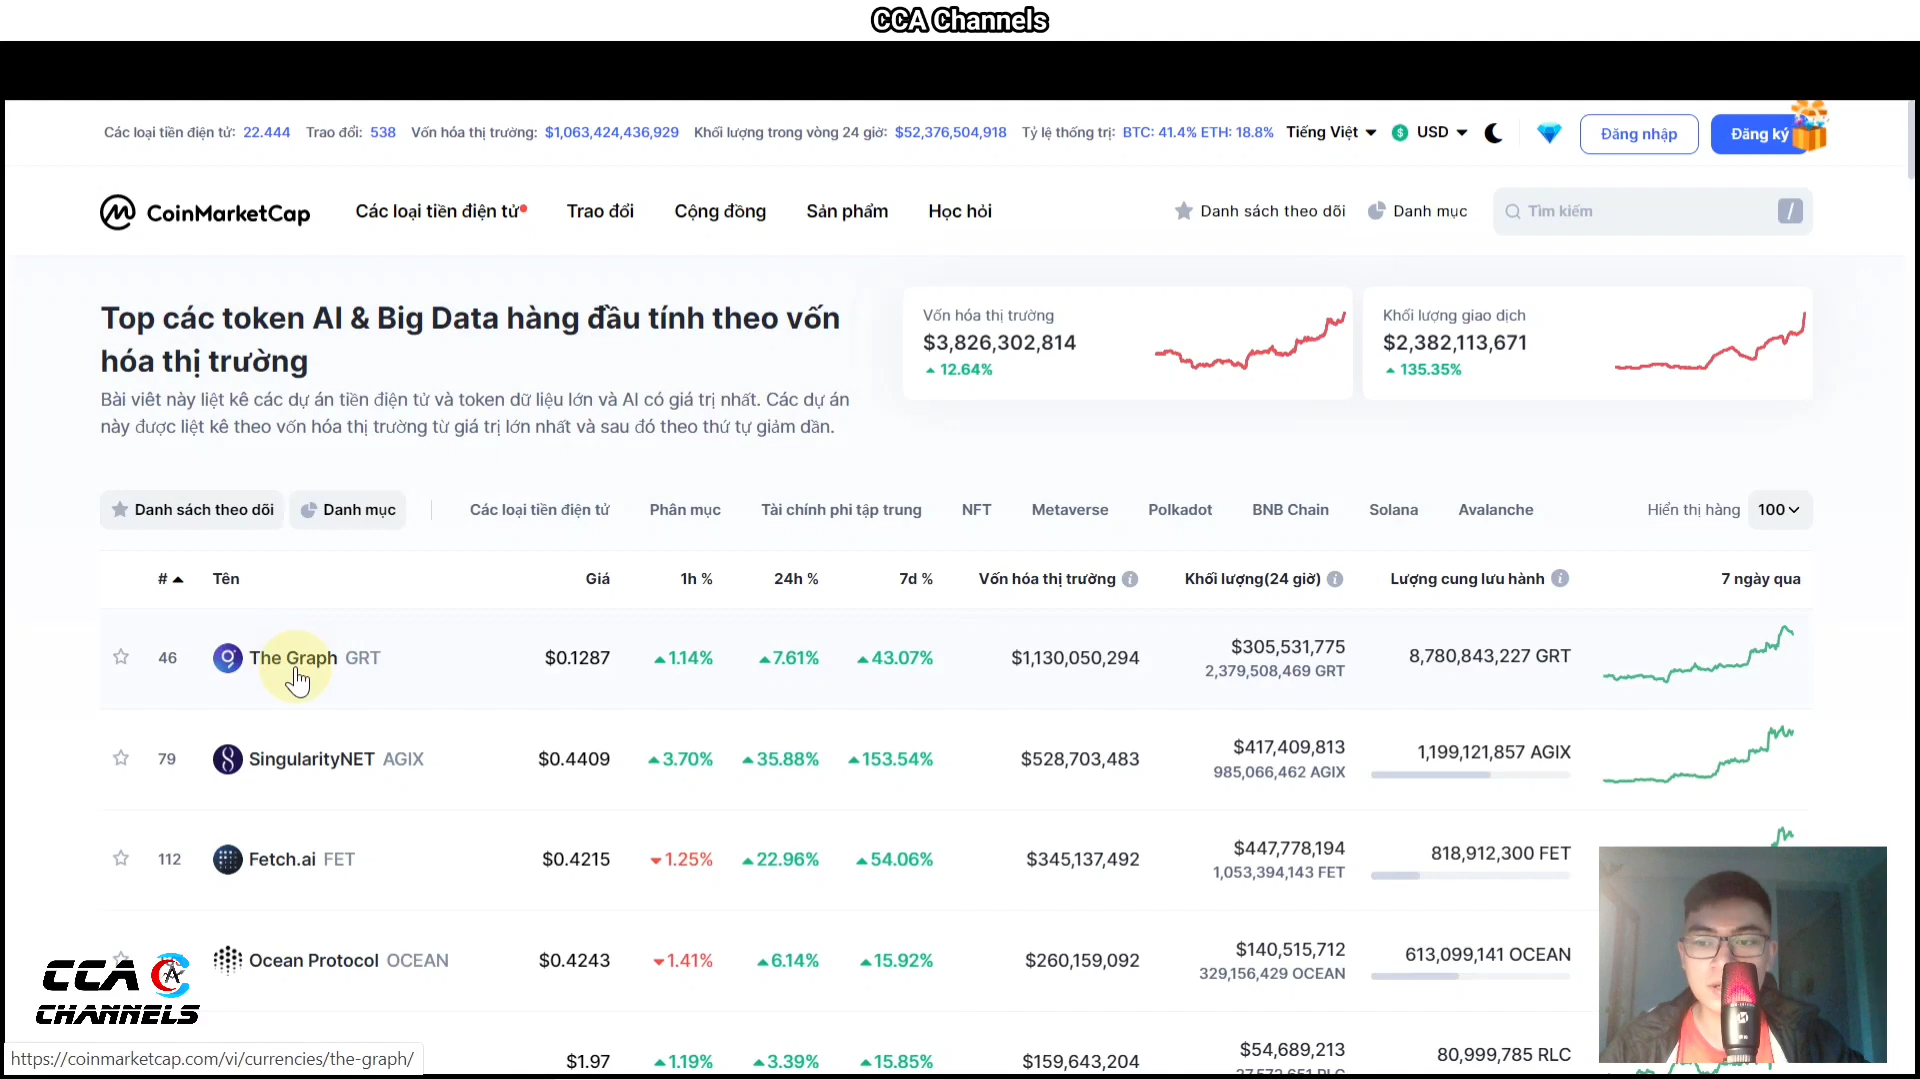 CCA Channels
Các loại tiền điện tử: 22.444 Trao đổi: 538 Vốn hóa thị trường: $1,063,424,436,929 Khối lượng trong vòng 24 giờ: $52,376,504,918 Tỷ lệ thống trị: BTC: 41.4% ETH: 18.8% Tiếng Việt USD Đăng nhập Đăng ký
CoinMarketCap Các loại tiền điện tử Trao đổi Cộng đồng Sản phẩm Học hỏi Danh sách theo dõi Danh mục Tìm kiếm /
Top các token AI & Big Data hàng đầu tính theo vốn
hóa thị trường
Bài viêt này liệt kê các dự án tiền điện tử và token dữ liệu lớn và AI có giá trị nhất. Các dự án
này được liệt kê theo vốn hóa thị trường từ giá trị lớn nhất và sau đó theo thứ tự giảm dần.
Vốn hóa thị trường
$3,826,302,814
12.64%
Khối lượng giao dịch
$2,382,113,671
135.35%
Danh sách theo dõi Danh mục Các loại tiền điện tử Phân mục Tài chính phi tập trung NFT Metaverse Polkadot BNB Chain Solana Avalanche Hiển thị hàng 100
# Tên Giá 1h % 24h % 7d % Vốn hóa thị trường Khối lượng(24 giờ) Lượng cung lưu hành 7 ngày qua
46 The Graph GRT $0.1287 1.14% 7.61% 43.07% $1,130,050,294 $305,531,775 8,780,843,227 GRT
2,379,508,469 GRT
79 SingularityNET AGIX $0.4409 3.70% 35.88% 153.54% $528,703,483 $417,409,813 1,199,121,857 AGIX
985,066,462 AGIX
112 Fetch.ai FET $0.4215 1.25% 22.96% 54.06% $345,137,492 $447,778,194 818,912,300 FET
1,053,394,143 FET
Ocean Protocol OCEAN $0.4243 1.41% 6.14% 15.92% $260,159,092 $140,515,712 613,099,141 OCEAN
329,156,429 OCEAN
CCA
CHANNELS
$1.97 1.19% 3.39% 15.85% $159,643,204 $54,689,213 80,999,785 RLC
https://coinmarketcap.com/vi/currencies/the-graph/